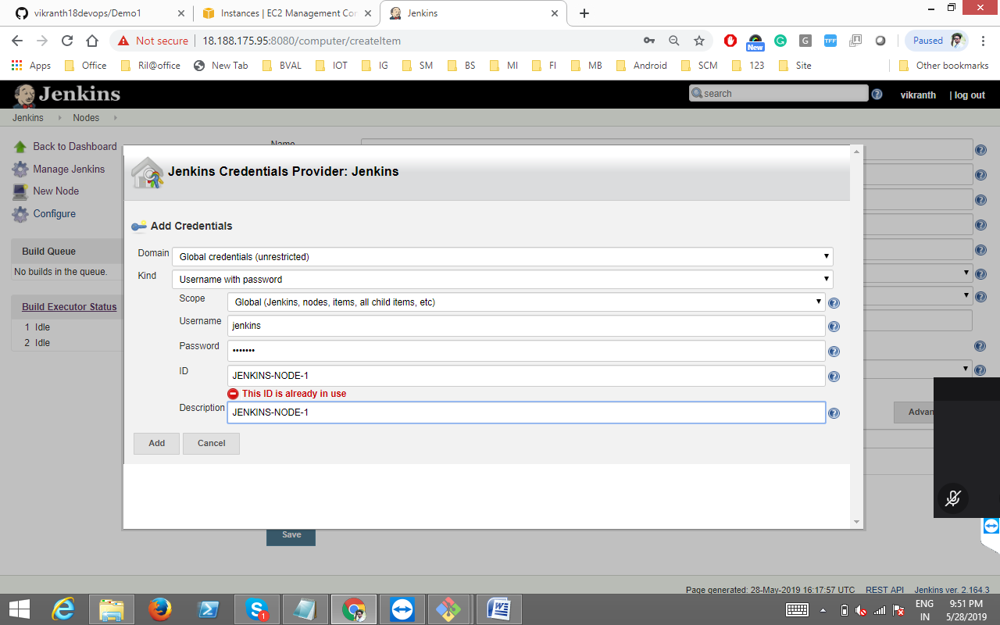 vikranth18devops/Demo1
Instances | EC2 Management Con
Jenkins
Not secure 18.188.175.95:8080/computer/createItem
New
G
TFF
Paused
Apps Office Ril@office New Tab BVAL IOT IG SM BS MI FI MB Android SCM 123 Site Other bookmarks
Jenkins
search
vikranth | log out
Jenkins Nodes
Back to Dashboard
Manage Jenkins
New Node
Configure
Build Queue
No builds in the queue.
Build Executor Status
1 Idle
2 Idle
Name
Jenkins Credentials Provider: Jenkins
Add Credentials
Domain Global credentials (unrestricted)
Kind Username with password
Scope Global (Jenkins, nodes, items, all child items, etc)
Username jenkins
Password •••••••
ID JENKINS-NODE-1
This ID is already in use
Description JENKINS-NODE-1
Add Cancel
Advan
Save
Page generated: 28-May-2019 16:17:57 UTC REST API Jenkins ver. 2.164.3
1
ENG
IN
9:51 PM
5/28/2019